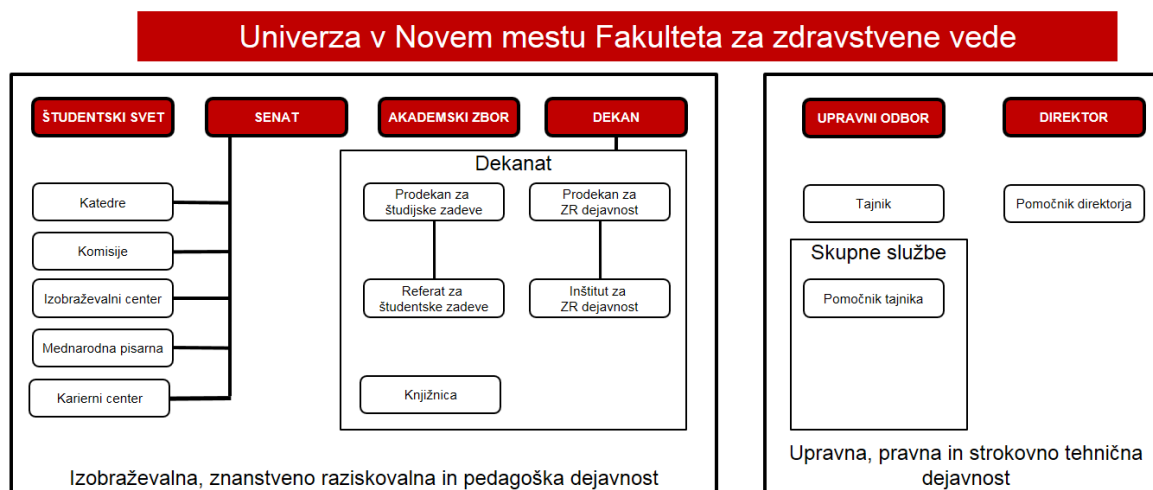 Univerza v Novem mestu Fakulteta za zdravstvene vede
ŠTUDENTSKI SVET
SENAT
AKADEMSKI ZBOR
DEKAN
Katedre
Komisije
Izobraževalni center
Mednarodna pisarna
Karierni center
Dekanat
Prodekan za
študijske zadeve
Prodekan za
ZR dejavnost
Referat za
študentske zadeve
Inštitut za
ZR dejavnost
Knjižnica
Izobraževalna, znanstveno raziskovalna in pedagoška dejavnost
UPRAVNI ODBOR
DIREKTOR
Tajnik
Pomočnik direktorja
Skupne službe
Pomočnik tajnika
Upravna, pravna in strokovno tehnična
dejavnost